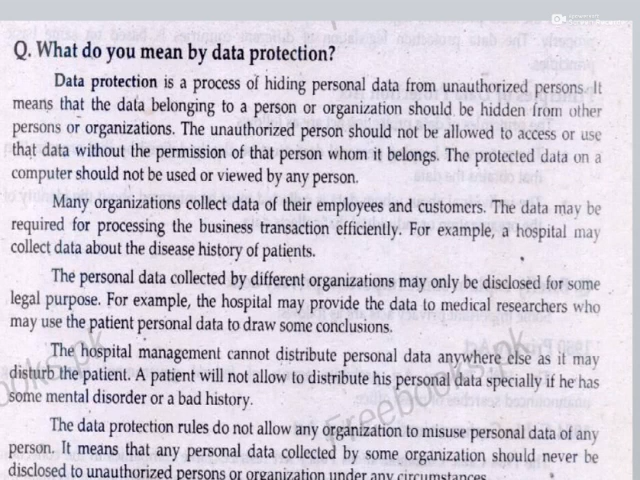 Q. What do you mean by data protection?
Data protection is a process of hiding personal data from unauthorized persons. It
means that the data belonging to a person or organization should be hidden from other
persons or organizations. The unauthorized person should not be allowed to access or use
that data without the permission of that person whom it belongs. The protected data on a
computer should not be used or viewed by any person.
Many organizations collect data of their employees and customers. The data may be
required for processing the business transaction efficiently. For example, a hospital may
collect data about the disease history of patients.
The personal data collected by different organizations may only be disclosed for some
legal purpose. For example, the hospital may provide the data to medical researchers who
may use the patient personal data to draw some conclusions.
The hospital management cannot distribute personal data anywhere else as it may
disturb the patient. A patient will not allow to distribute his personal data specially if he has
some mental disorder or a bad history.
The data protection rules do not allow any organization to misuse personal data of any
person. It means that any personal data collected by some organization should never be
disclosed to unauthorized persons or organization under any circumstances
Freebooks.pk